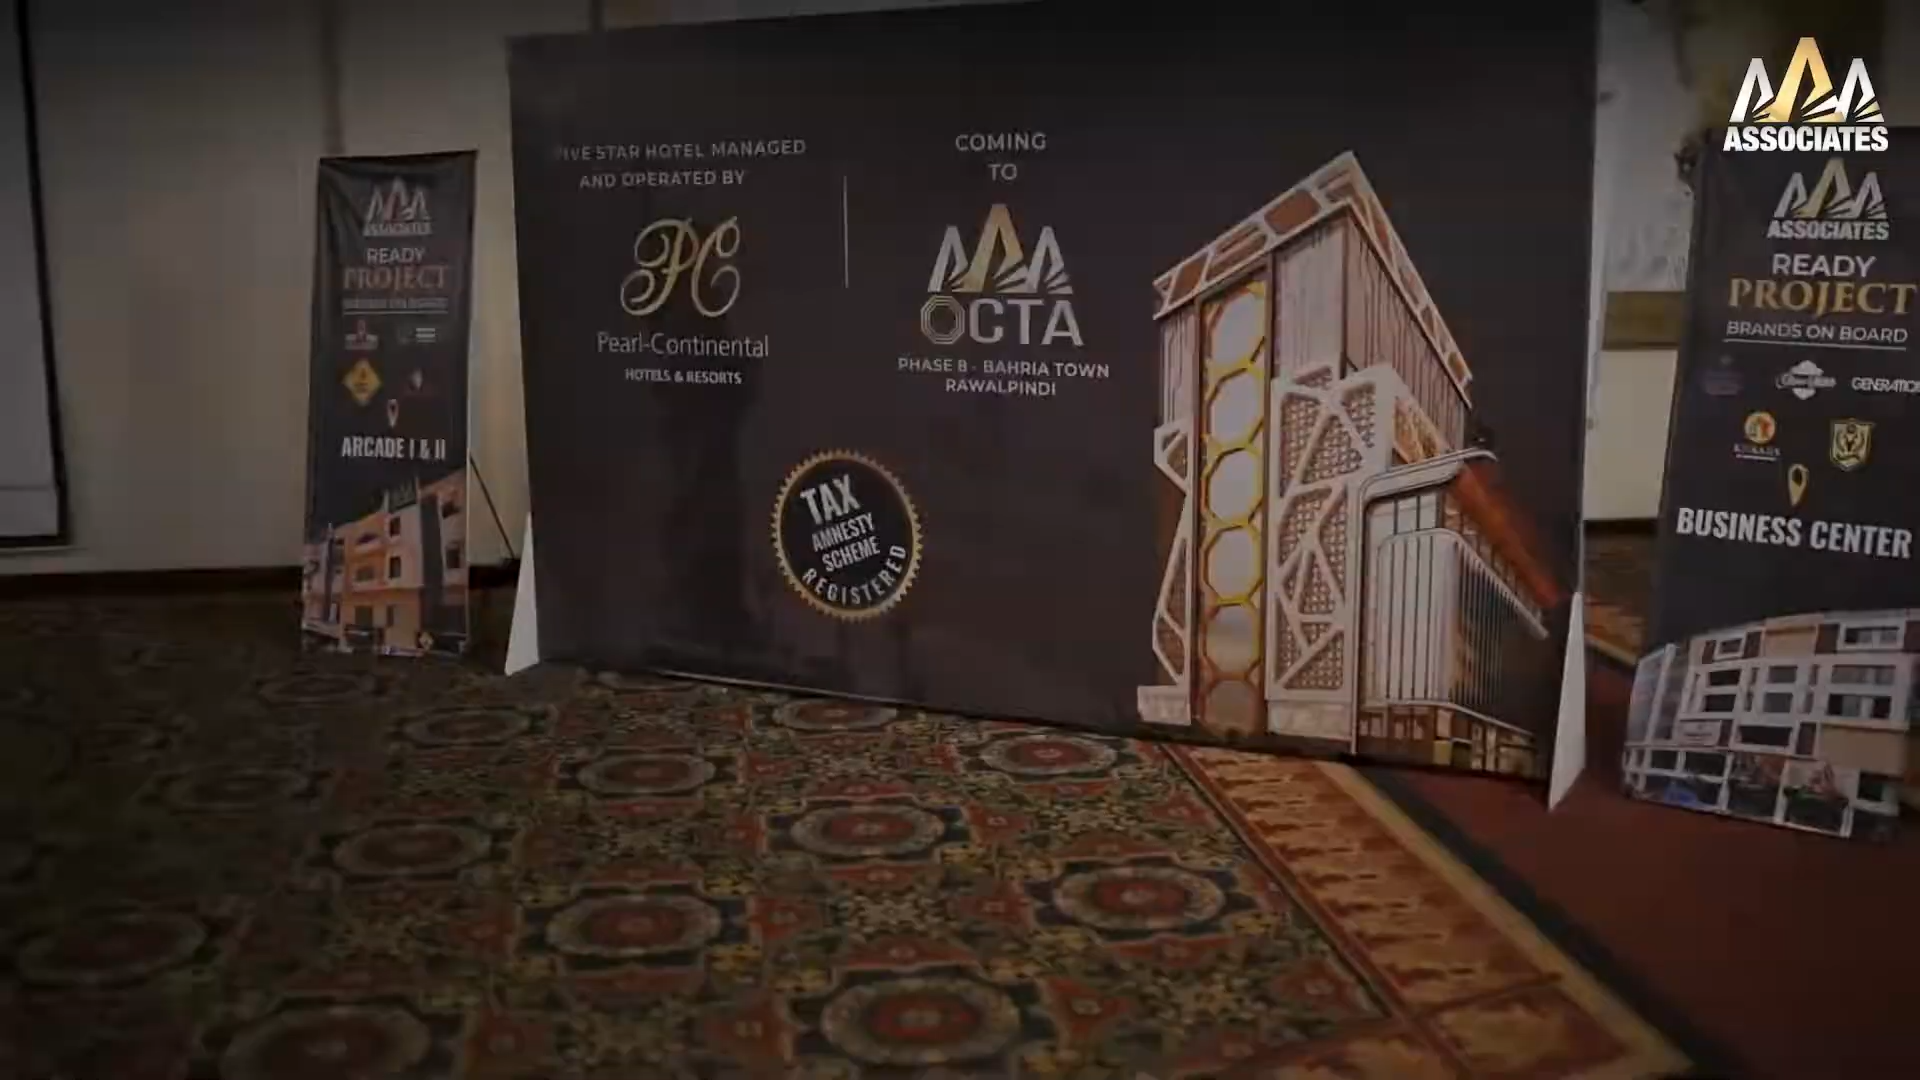 ASSOCIATES
ASSOCIATES
READY
PROJECT
ARCADE I & II
FIVE STAR HOTEL MANAGED
AND OPERATED BY
PC
Pearl-Continental
HOTELS & RESORTS
COMING
TO
OCTA
PHASE 8 - BAHRIA TOWN
RAWALPINDI
TAX
AMNESTY
SCHEME
REGISTERED
ASSOCIATES
READY
PROJECT
BRANDS ON BOARD
BUSINESS CENTER